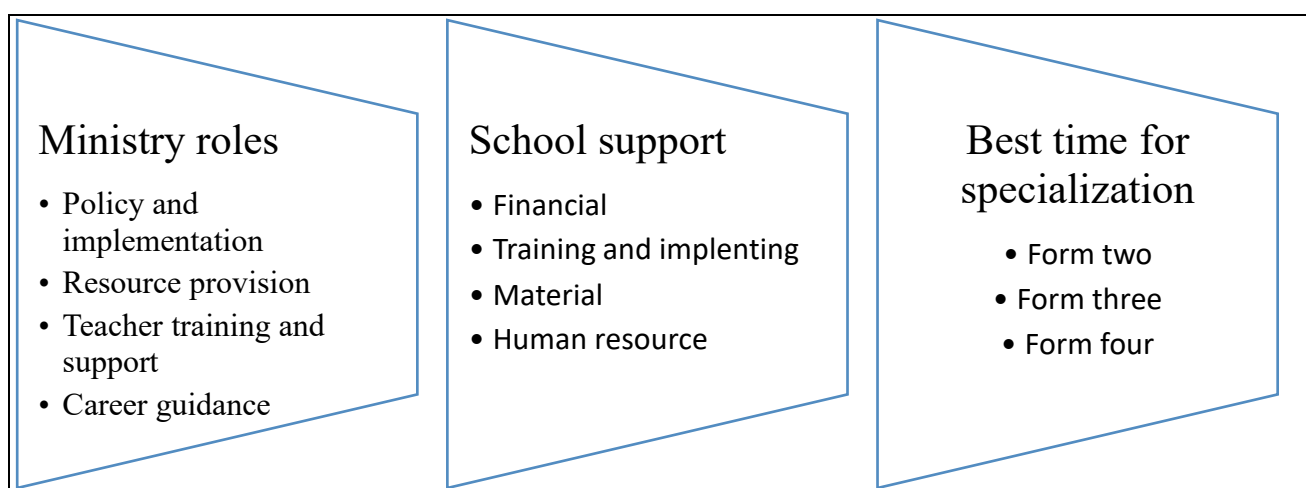 Ministry roles
• Policy and
implementation
• Resource provision
• Teacher training and
support
• Career guidance
School support
• Financial
• Training and implenting
• Material
• Human resource
Best time for
specialization
• Form two
• Form three
• Form four